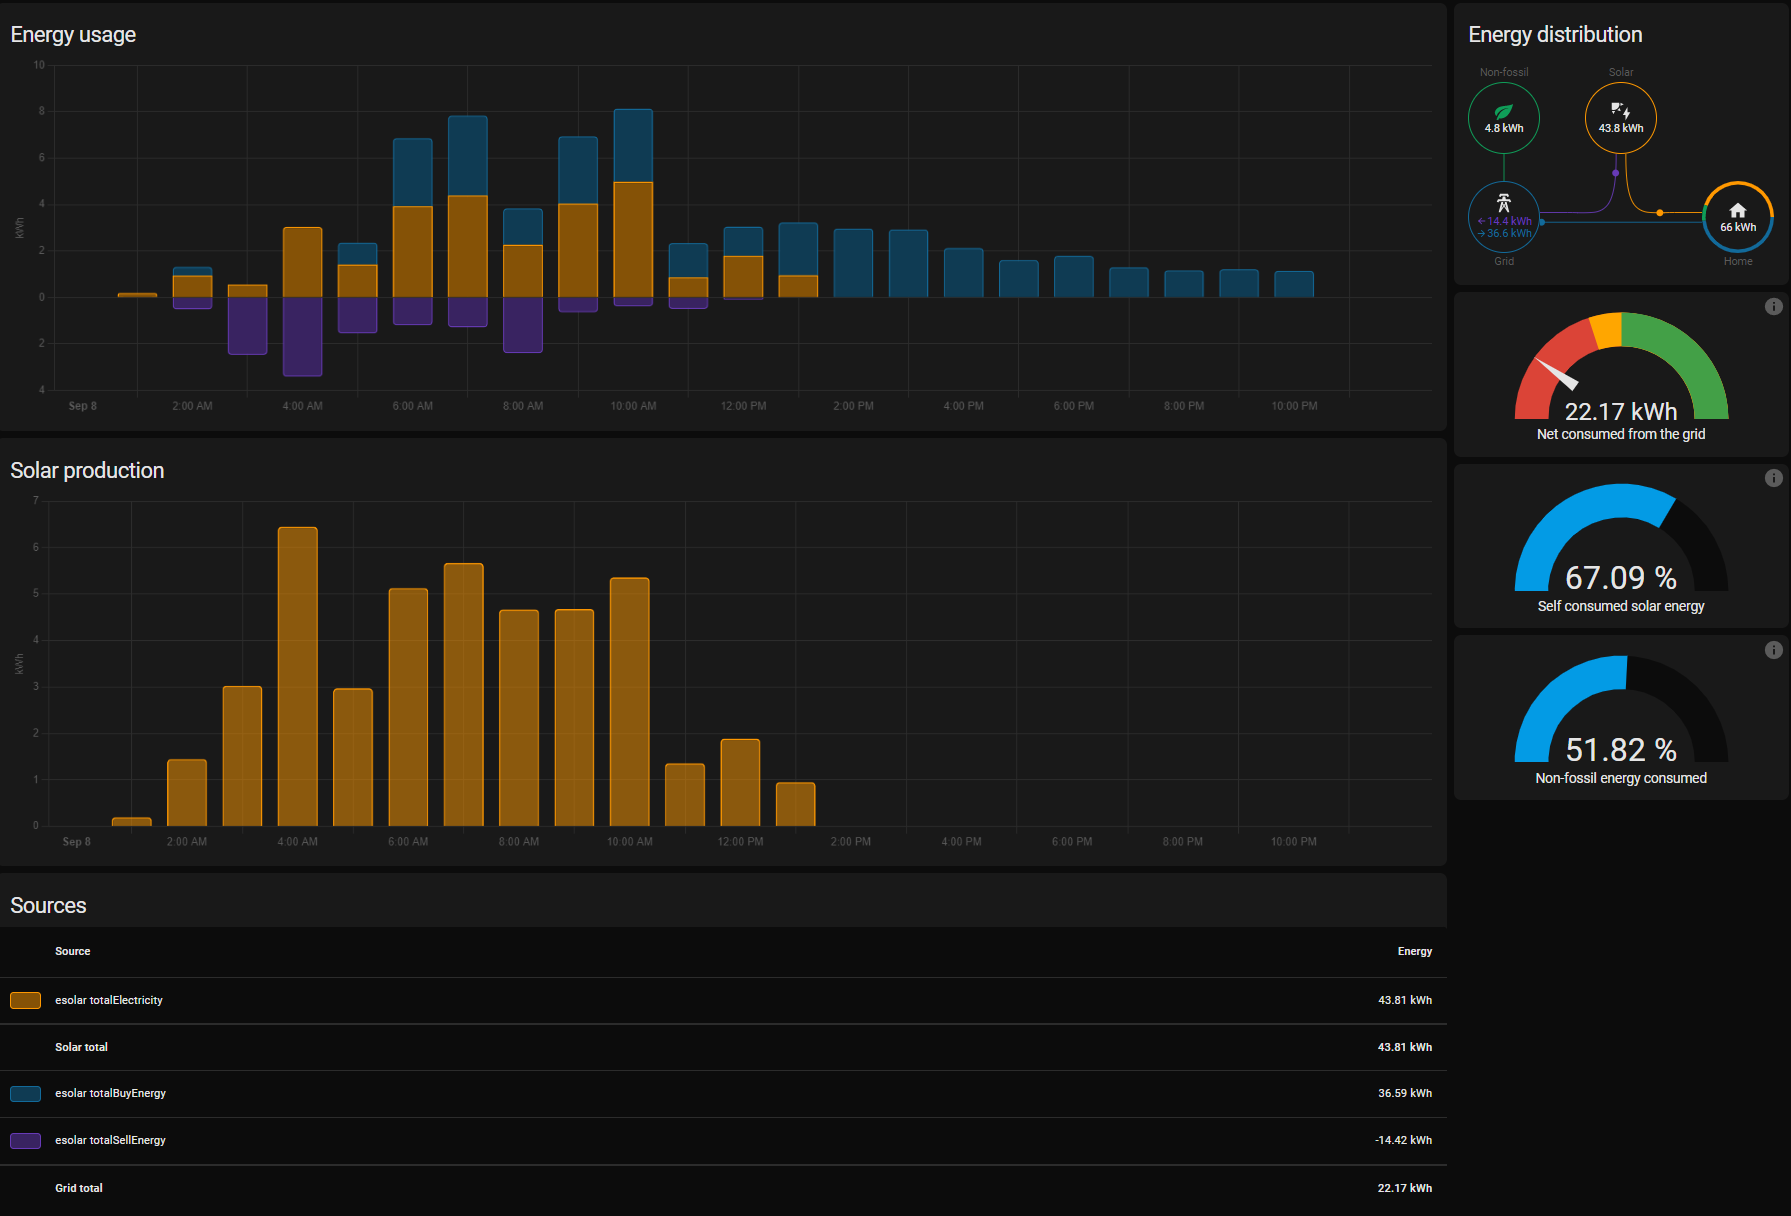 Energy usage
10
8
6
4
2
0
2
4
kWh
Sep 8
2:00 AM
4:00 AM
6:00 AM
8:00 AM
10:00 AM
12:00 PM
2:00 PM
4:00 PM
6:00 PM
8:00 PM
10:00 PM
Solar production
7
6
5
4
3
2
1
0
kWh
Sep 8
2:00 AM
4:00 AM
6:00 AM
8:00 AM
10:00 AM
12:00 PM
2:00 PM
4:00 PM
6:00 PM
8:00 PM
10:00 PM
Sources
Source Energy
esolar totalElectricity 43.81 kWh
Solar total 43.81 kWh
esolar totalBuyEnergy 36.59 kWh
esolar totalSellEnergy -14.42 kWh
Grid total 22.17 kWh
Energy distribution
Non-fossil
4.8 kWh
Solar
43.8 kWh
←14.4 kWh
→36.6 kWh
Grid
66 kWh
Home
22.17 kWh
Net consumed from the grid
67.09 %
Self consumed solar energy
51.82 %
Non-fossil energy consumed